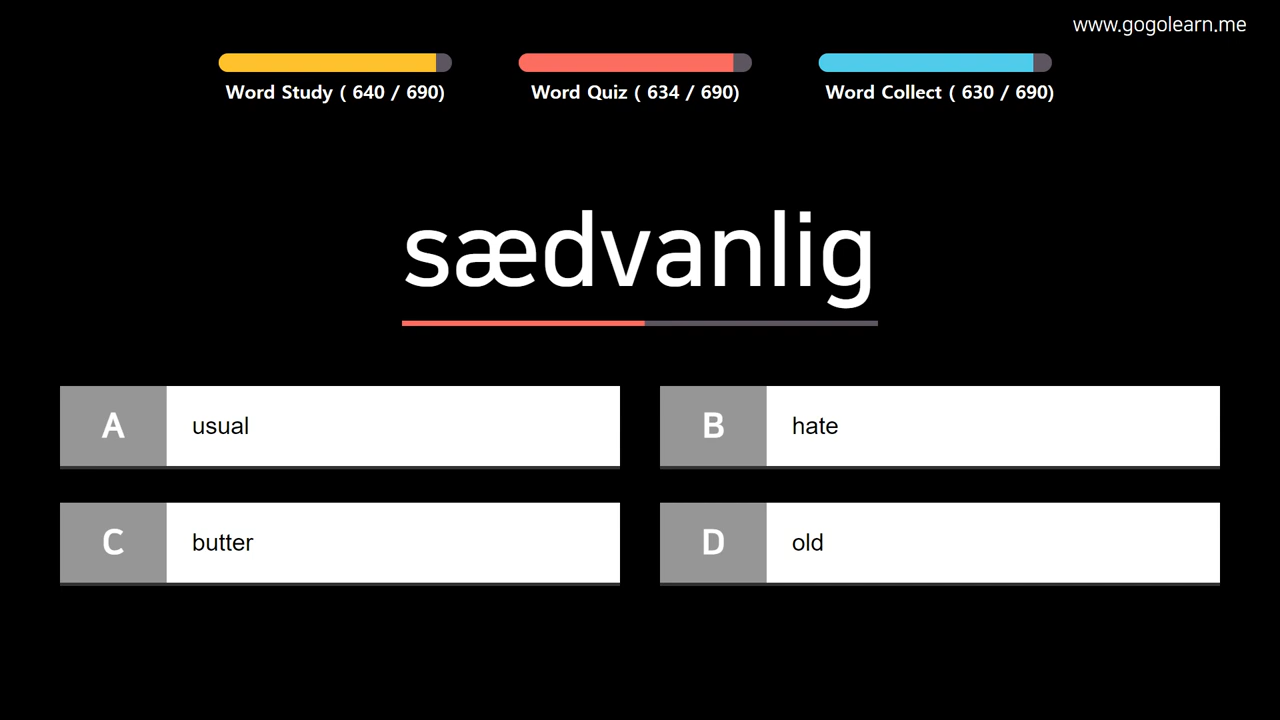 www.gogolearn.me
Word Study ( 640 / 690)
Word Quiz ( 634 / 690)
Word Collect ( 630 / 690)
sædvanlig
A usual
B hate
C butter
D old